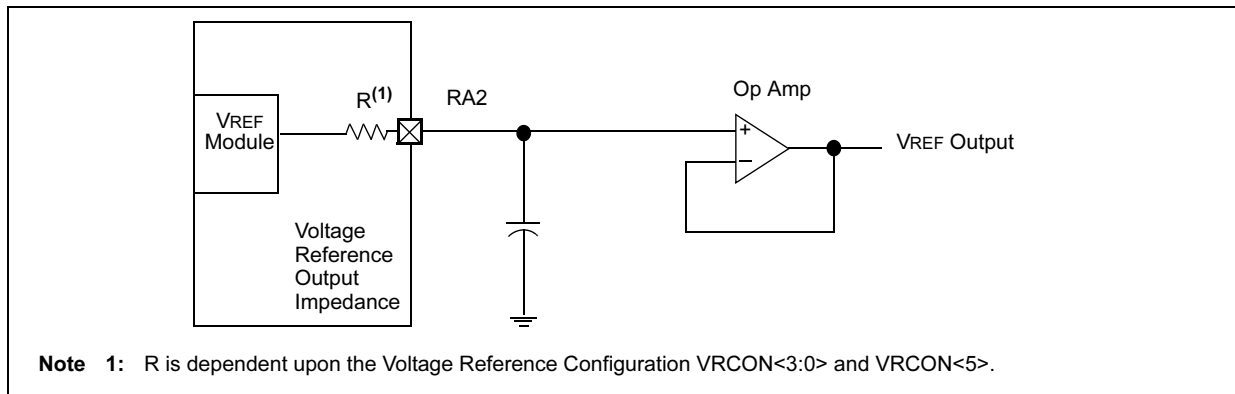 R(1)
RA2
Op Amp
VREF
Module
+
–
VREF Output
Voltage
Reference
Output
Impedance
Note 1: R is dependent upon the Voltage Reference Configuration VRCON<3:0> and VRCON<5>.